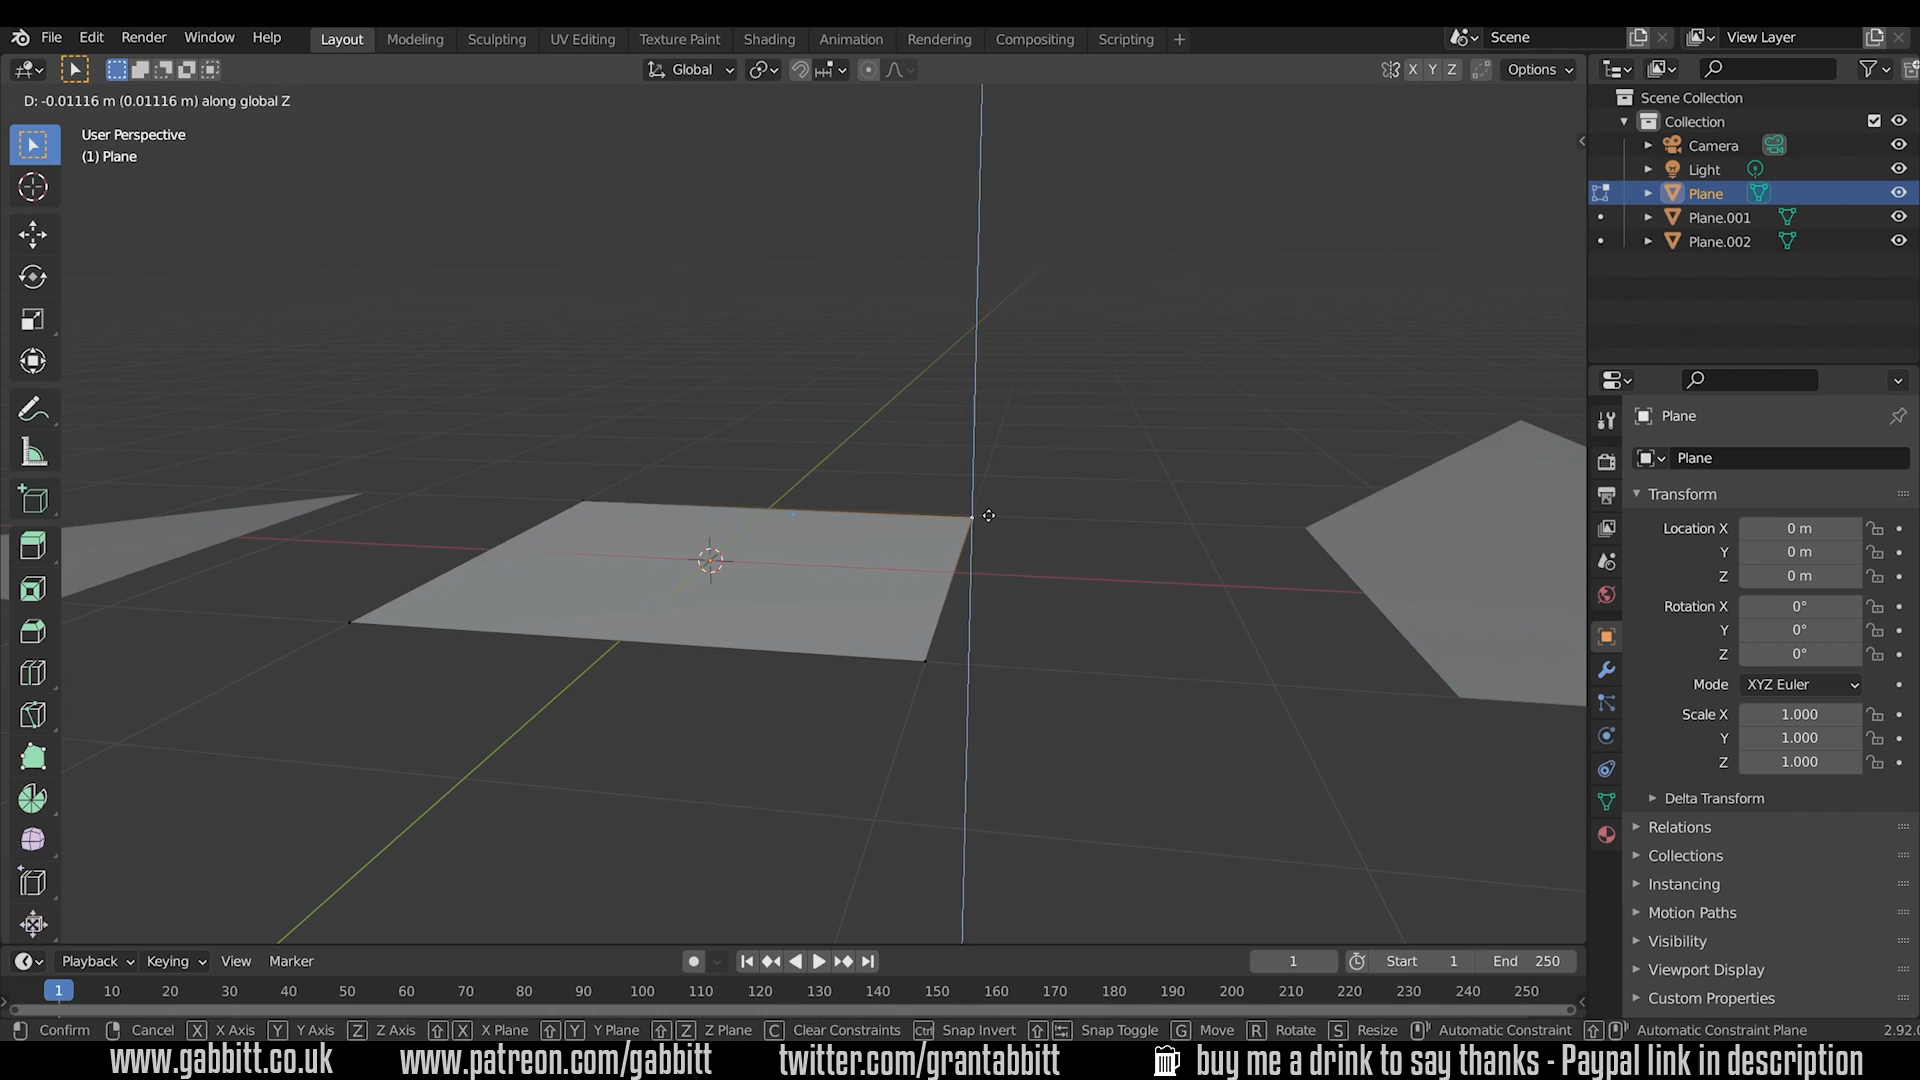 File Edit Render Window Help Layout Modeling Sculpting UV Editing Texture Paint Shading Animation Rendering Compositing Scripting + Scene View Layer
Global X Y Z Options
D: -0.01116 m (0.01116 m) along global Z
User Perspective
(1) Plane
Scene Collection
Collection
Camera
Light
Plane
Plane.001
Plane.002
Plane
Plane
Transform
Location X 0 m
Y 0 m
Z 0 m
Rotation X 0°
Y 0°
Z 0°
Mode XYZ Euler
Scale X 1.000
Y 1.000
Z 1.000
Delta Transform
Relations
Collections
Instancing
Motion Paths
Visibility
Viewport Display
Custom Properties
Playback Keying View Marker 1 Start 1 End 250
1 10 20 30 40 50 60 70 80 90 100 110 120 130 140 150 160 170 180 190 200 210 220 230 240 250
Confirm Cancel X X Axis Y Y Axis Z Z Axis X X Plane Y Y Plane Z Z Plane C Clear Constraints Ctrl Snap Invert Snap Toggle G Move R Rotate S Resize Automatic Constraint Automatic Constraint Plane 2.92.0
www.gabbitt.co.uk www.patreon.com/gabbitt twitter.com/grantabbitt buy me a drink to say thanks - Paypal link in description